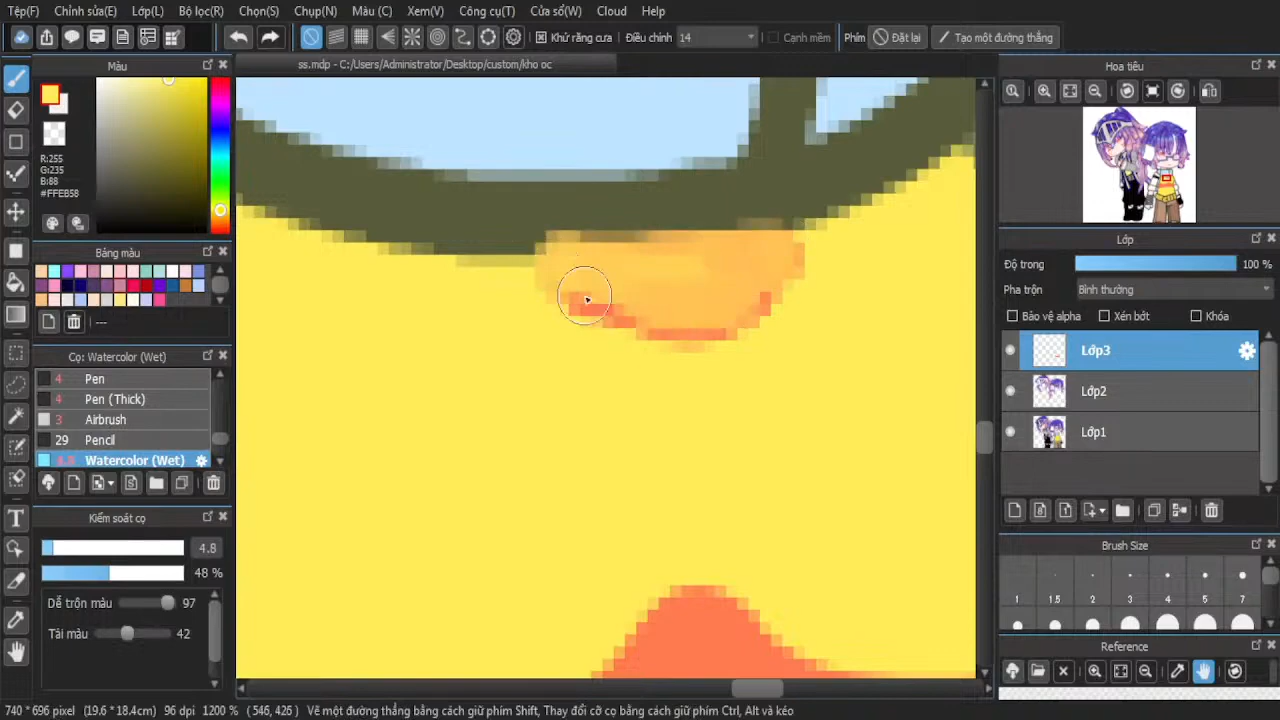 Tệp(F) Chỉnh sửa(E) Lớp(L) Bộ lọc(R) Chọn(S) Chụp(N) Màu (C) Xem(V) Công cụ(T) Cửa sổ(W) Cloud Help
Khử răng cưa Điều chỉnh 14 Cạnh mềm Phím Đặt lại Tạo một đường thẳng
Màu
ss.mdp - C:/Users/Administrator/Desktop/custom/kho oc
Hoa tiêu
R:255
G:235
B:88
#FFEB58
Bảng màu
---
Lớp
Độ trong 100 %
Pha trộn Bình thường
Bảo vệ alpha Xén bớt Khóa
Lớp3
Lớp2
Lớp1
Cọ: Watercolor (Wet)
4 Pen
4 Pen (Thick)
3 Airbrush
29 Pencil
4.8 Watercolor (Wet)
Kiểm soát cọ
4.8
48 %
Dễ trộn màu 97
Tải màu 42
Brush Size
1 1.5 2 3 4 5 7
Reference
740 * 696 pixel (19.6 * 18.4cm) 96 dpi 1200 % ( 546, 426 ) Vẽ một đường thẳng bằng cách giữ phím Shift, Thay đổi cỡ cọ bằng cách giữ phím Ctrl, Alt và kéo